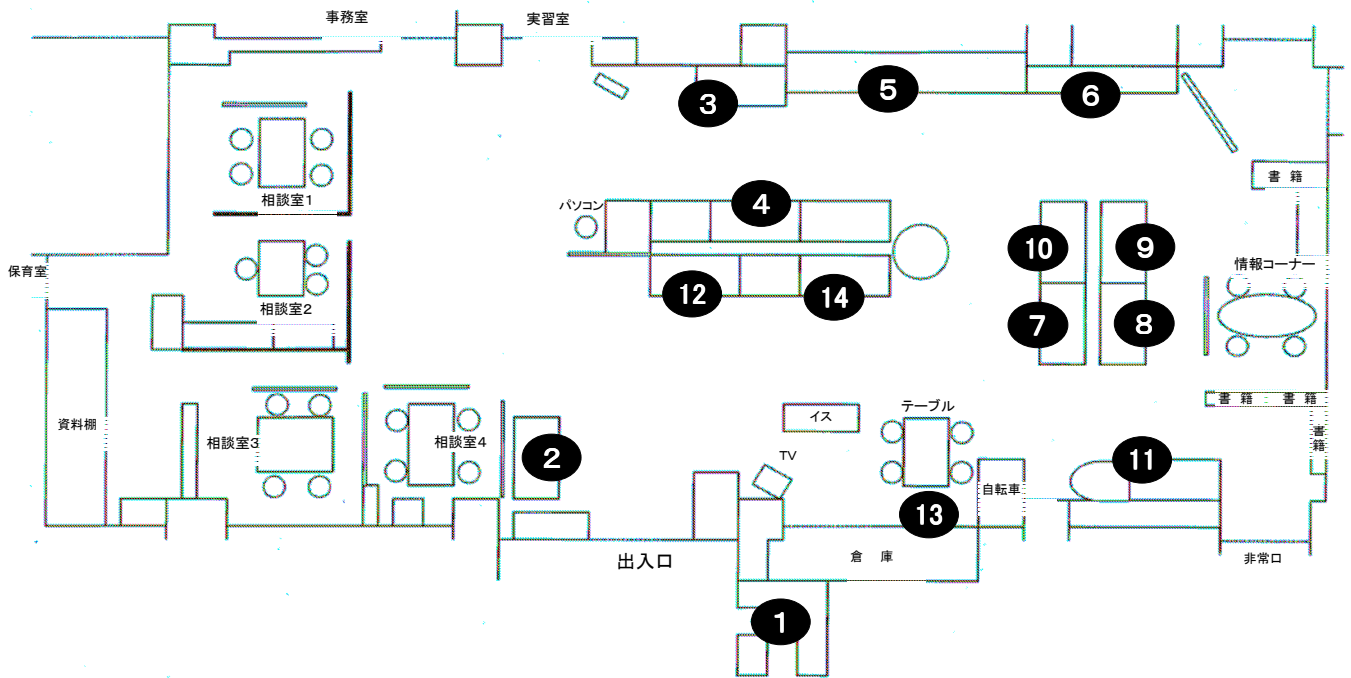 事務室
実習室
3
5
6
相談室1
書 籍
パソコン
4
10
9
保育室
情報コーナー
相談室2
12
14
7
8
資料棚
相談室3
相談室4
2
イス
テーブル
書 籍
書 籍
書籍
TV
11
自転車
13
出入口
倉 庫
非常口
1